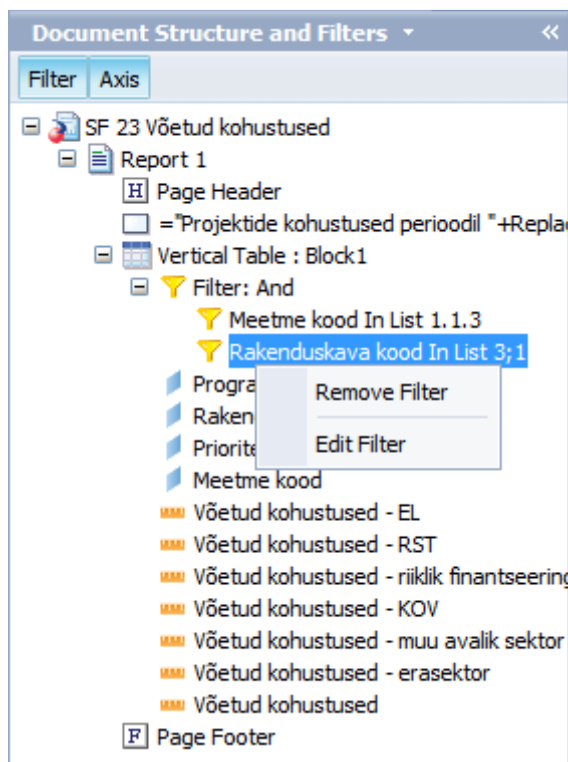 Document Structure and Filters
Filter Axis
SF 23 Võetud kohustused
Report 1
H Page Header
="Projektide kohustused perioodil "+Repla
Vertical Table : Block1
Filter: And
Meetme kood In List 1.1.3
Rakenduskava kood In List 3;1
Progra
Remove Filter
Raken
Priorite
Edit Filter
Meetme kood
Võetud kohustused - EL
Võetud kohustused - RST
Võetud kohustused - riiklik finantseering
Võetud kohustused - KOV
Võetud kohustused - muu avalik sektor
Võetud kohustused - erasektor
Võetud kohustused
F Page Footer